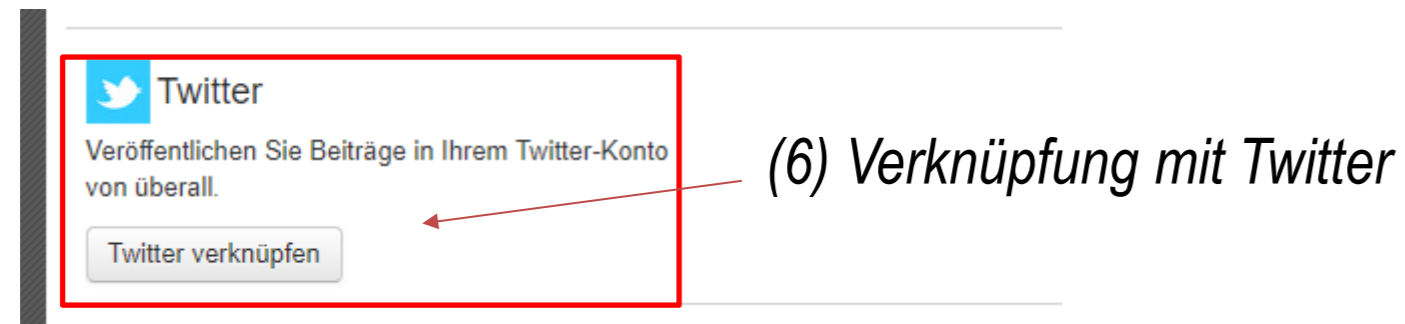 Twitter
Veröffentlichen Sie Beiträge in Ihrem Twitter-Konto
von überall.
Twitter verknüpfen
(6) Verknüpfung mit Twitter